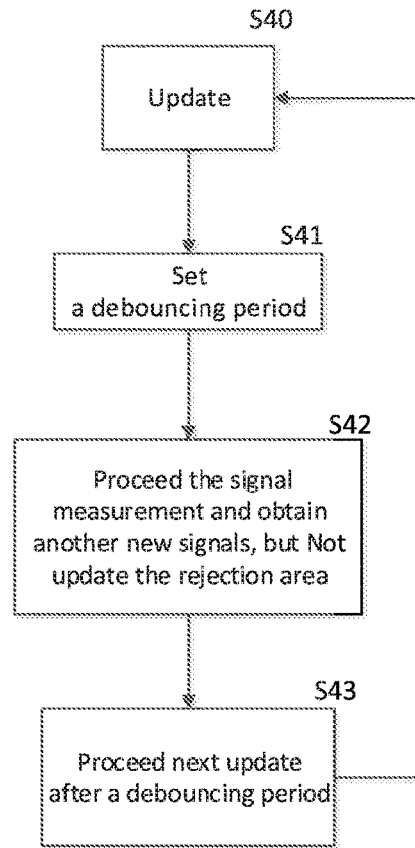 S40
Update
S41
Set
a debouncing period
S42
Proceed the signal
measurement and obtain
another new signals, but Not
update the rejection area
S43
Proceed next update
after a debouncing period